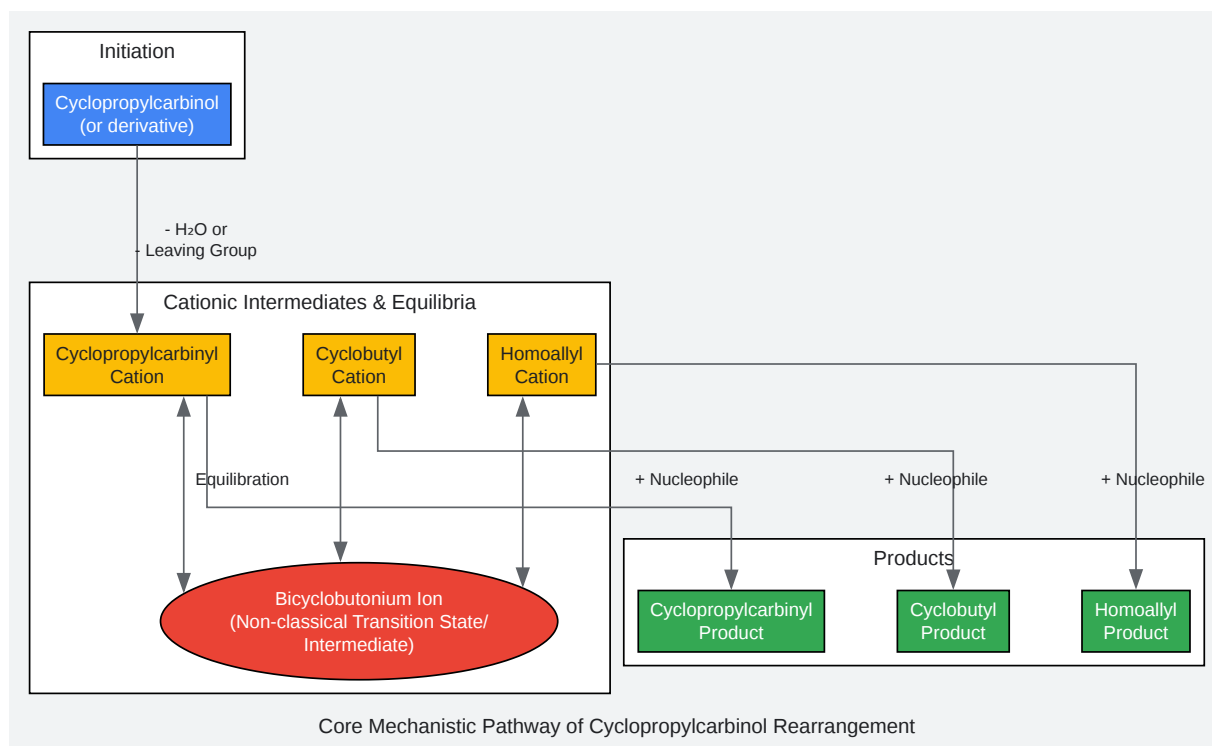 Initiation
Cyclopropylcarbinol
(or derivative)
- H₂O or
- Leaving Group
Cationic Intermediates & Equilibria
Cyclopropylcarbinyl
Cation
Cyclobutyl
Cation
Homoallyl
Cation
Equilibration
+ Nucleophile
+ Nucleophile
+ Nucleophile
Bicyclobutonium Ion
(Non-classical Transition State/
Intermediate)
Products
Cyclopropylcarbinyl
Product
Cyclobutyl
Product
Homoallyl
Product
Core Mechanistic Pathway of Cyclopropylcarbinol Rearrangement